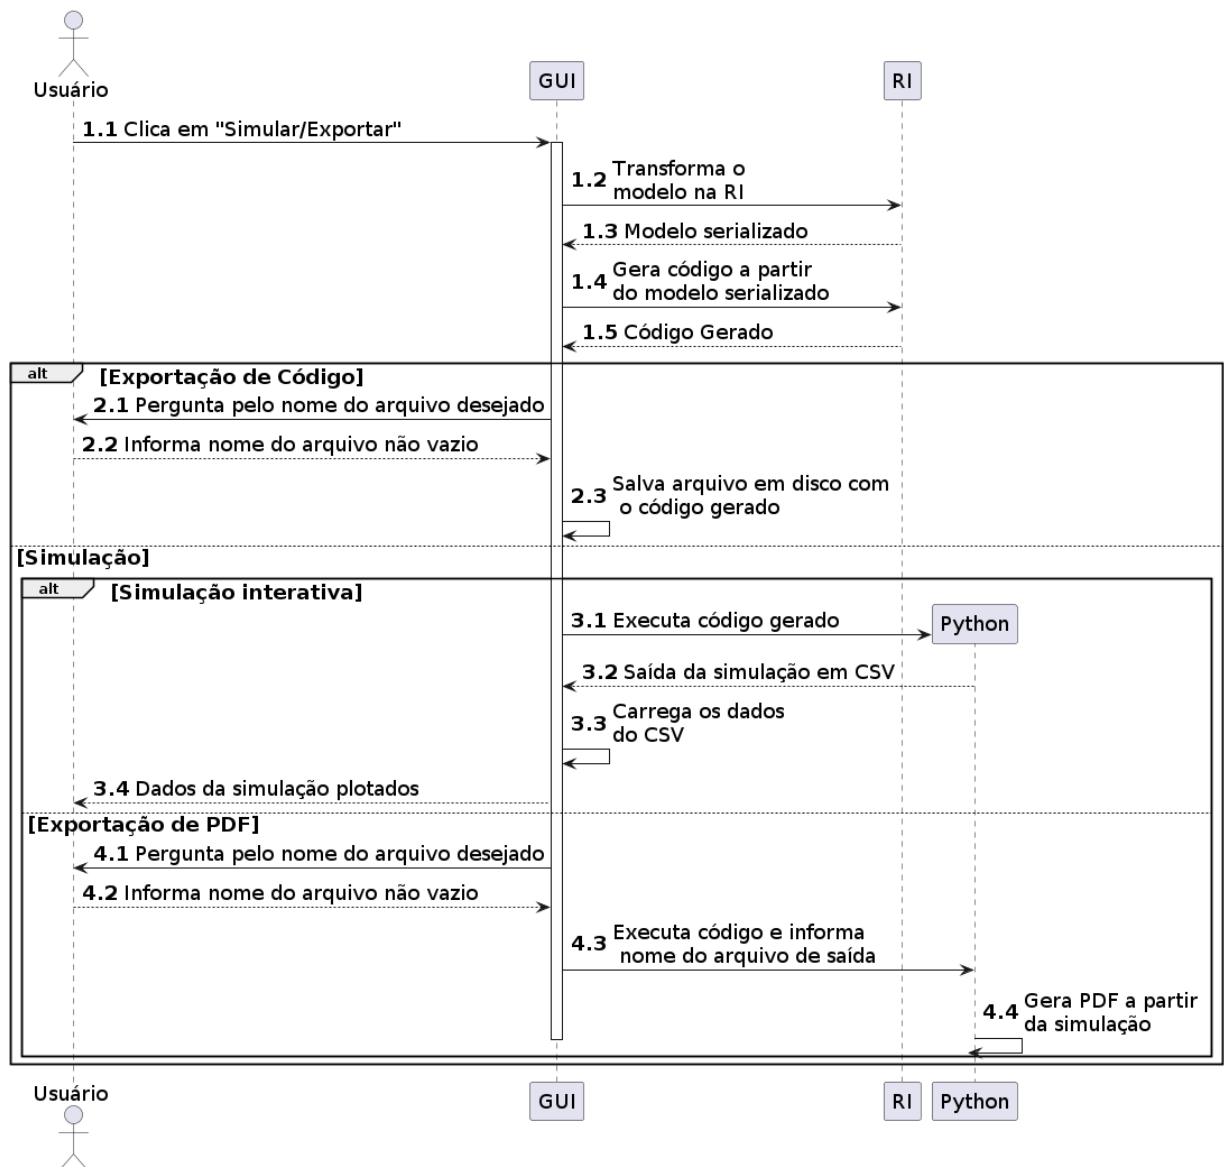 Usuário
GUI
RI
1.1 Clica em "Simular/Exportar"
1.2 Transforma o
modelo na RI
1.3 Modelo serializado
1.4 Gera código a partir
do modelo serializado
1.5 Código Gerado
alt [Exportação de Código]
2.1 Pergunta pelo nome do arquivo desejado
2.2 Informa nome do arquivo não vazio
2.3 Salva arquivo em disco com
o código gerado
[Simulação]
alt [Simulação interativa]
3.1 Executa código gerado
Python
3.2 Saída da simulação em CSV
3.3 Carrega os dados
do CSV
3.4 Dados da simulação plotados
[Exportação de PDF]
4.1 Pergunta pelo nome do arquivo desejado
4.2 Informa nome do arquivo não vazio
4.3 Executa código e informa
nome do arquivo de saída
4.4 Gera PDF a partir
da simulação
Usuário
GUI
RI
Python